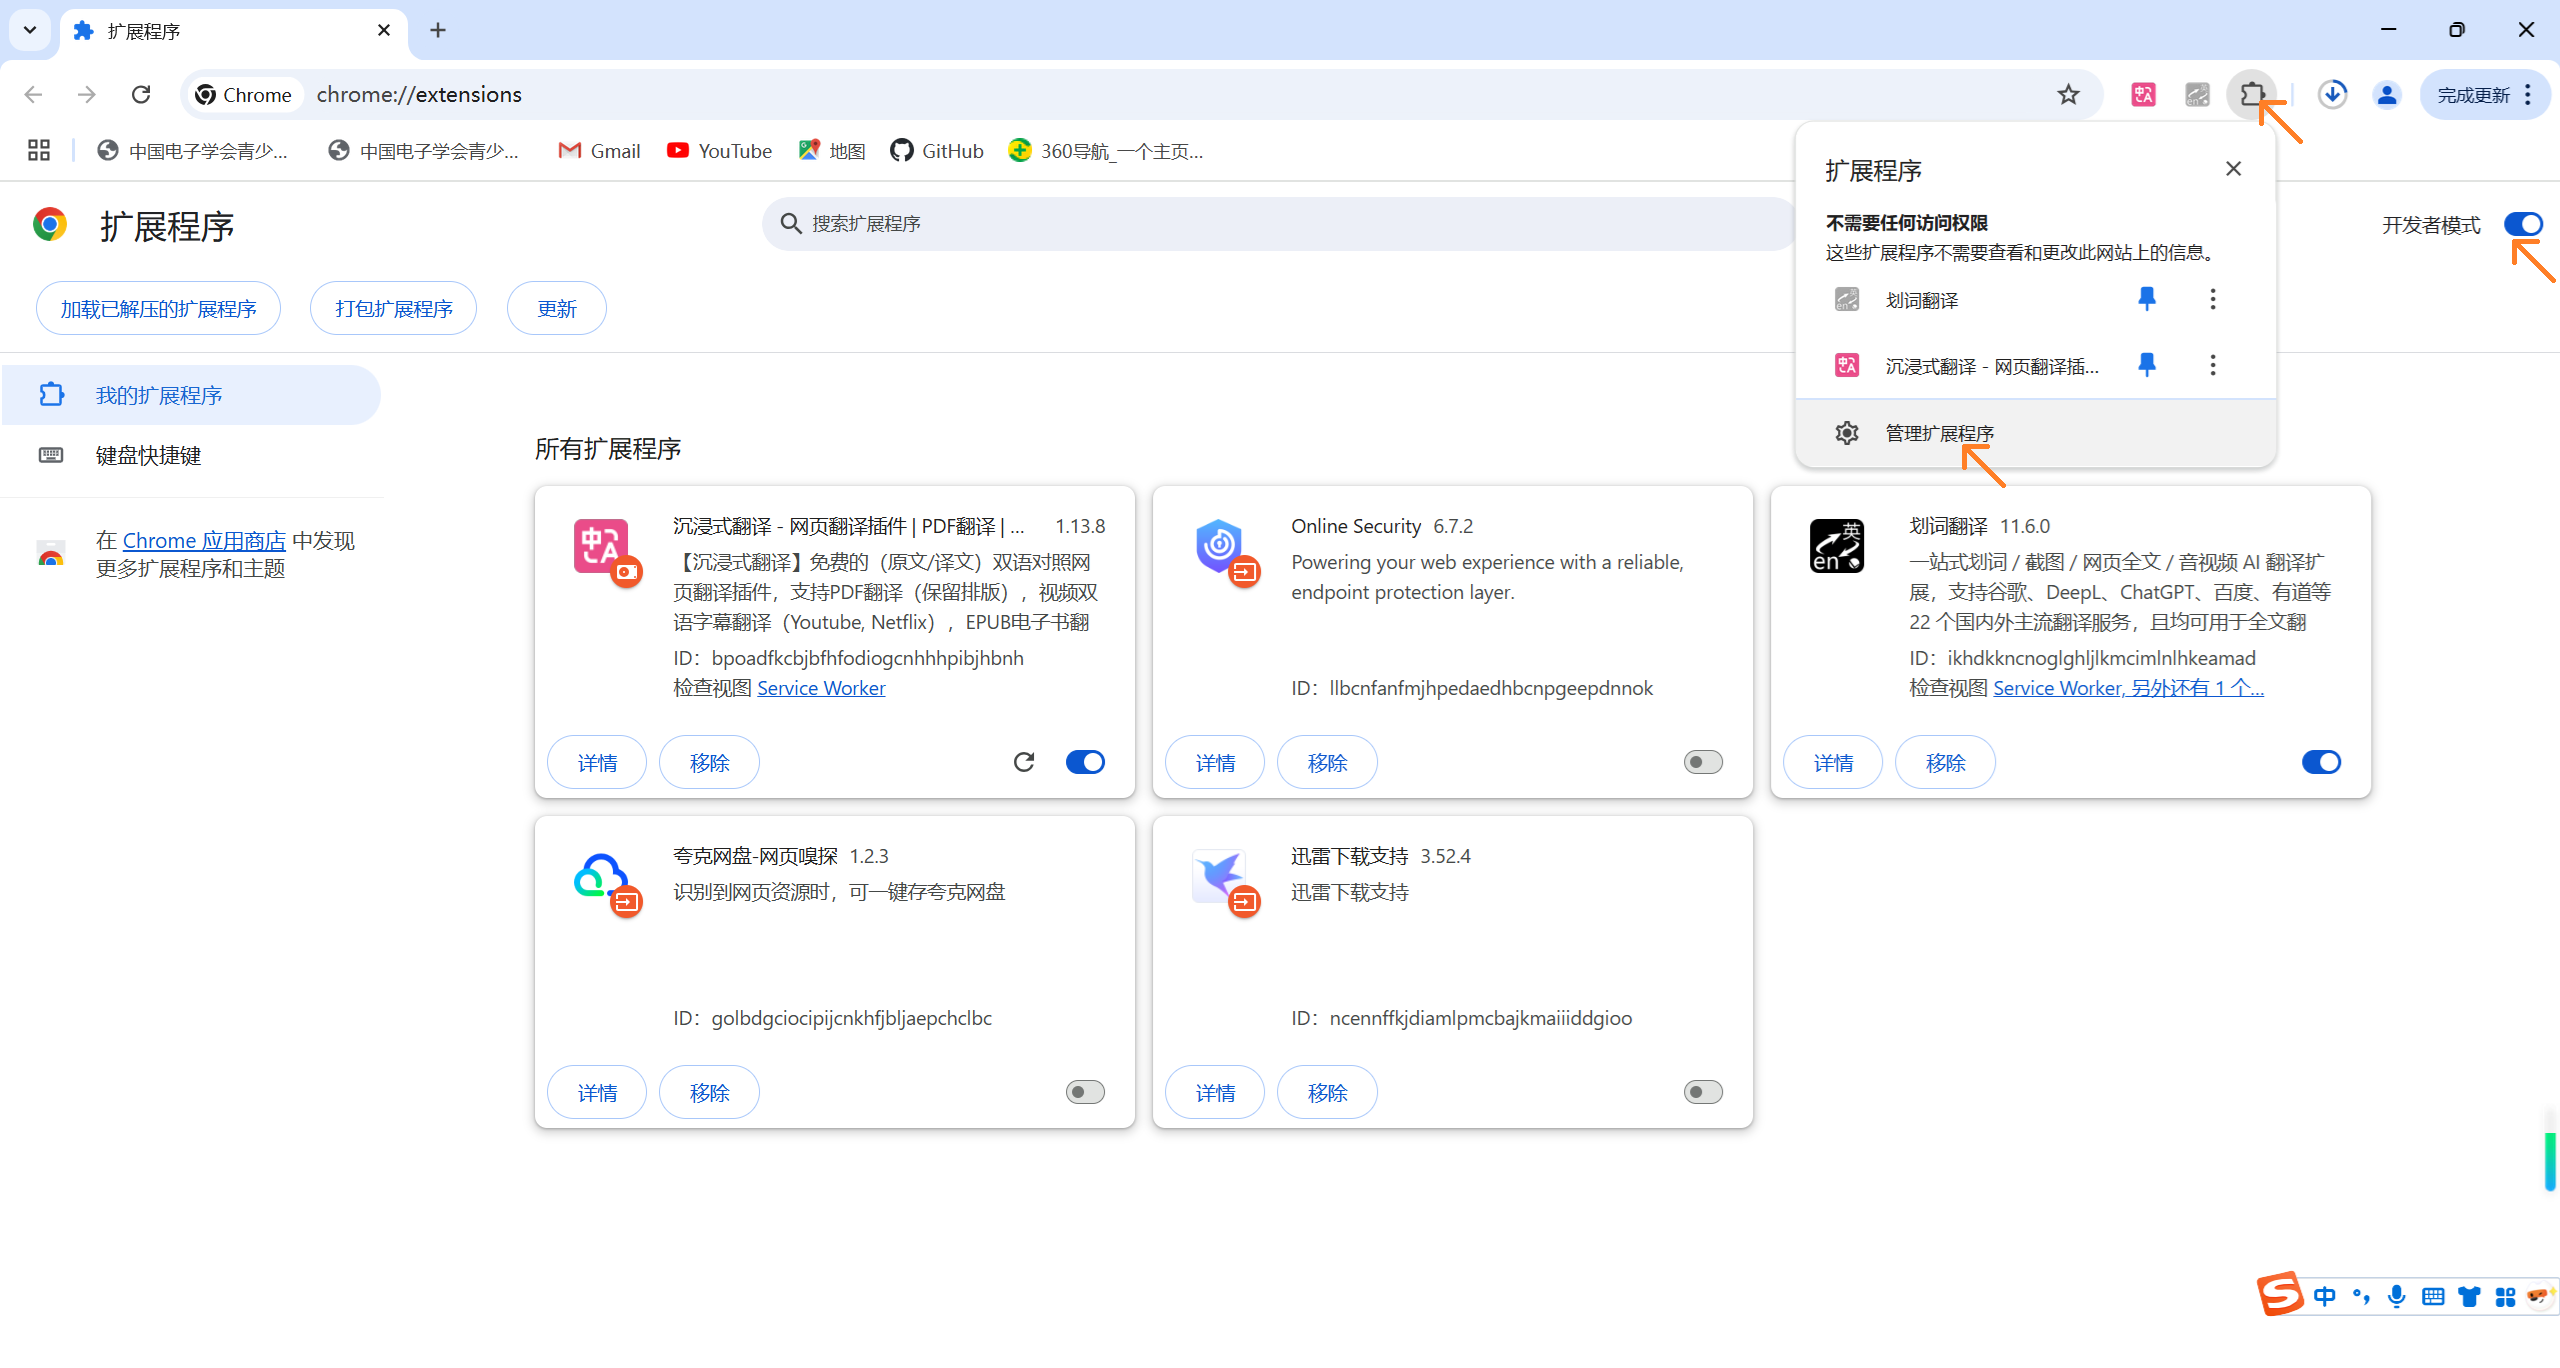 扩展程序
Chrome
chrome://extensions
完成更新
中国电子学会青少...
中国电子学会青少...
Gmail
YouTube
地图
GitHub
360导航_一个主页...
扩展程序
搜索扩展程序
开发者模式
加载已解压的扩展程序
打包扩展程序
更新
扩展程序
不需要任何访问权限
这些扩展程序不需要查看和更改此网站上的信息。
划词翻译
沉浸式翻译 - 网页翻译插...
管理扩展程序
我的扩展程序
键盘快捷键
在 Chrome 应用商店 中发现
更多扩展程序和主题
所有扩展程序
沉浸式翻译 - 网页翻译插件 | PDF翻译 | ... 1.13.8
【沉浸式翻译】免费的（原文/译文）双语对照网
页翻译插件，支持PDF翻译（保留排版），视频双
语字幕翻译（Youtube, Netflix），EPUB电子书翻
ID：bpoadfkcbjbfhfodiogcnhhhpibjhbnh
检查视图 Service Worker
详情
移除
Online Security 6.7.2
Powering your web experience with a reliable,
endpoint protection layer.
ID：llbcnfanfmjhpedaedhbcnpgeepdnnok
详情
移除
划词翻译 11.6.0
一站式划词 / 截图 / 网页全文 / 音视频 AI 翻译扩
展，支持谷歌、DeepL、ChatGPT、百度、有道等
22 个国内外主流翻译服务，且均可用于全文翻
ID：ikhdkkncnoglghljlkmcimlnlhkeamad
检查视图 Service Worker, 另外还有 1 个...
详情
移除
夸克网盘-网页嗅探 1.2.3
识别到网页资源时，可一键存夸克网盘
ID：golbdgciocipijcnkhfjbljaepchclbc
详情
移除
迅雷下载支持 3.52.4
迅雷下载支持
ID：ncennffkjdiamlpmcbajkmaiiiddgioo
详情
移除
中